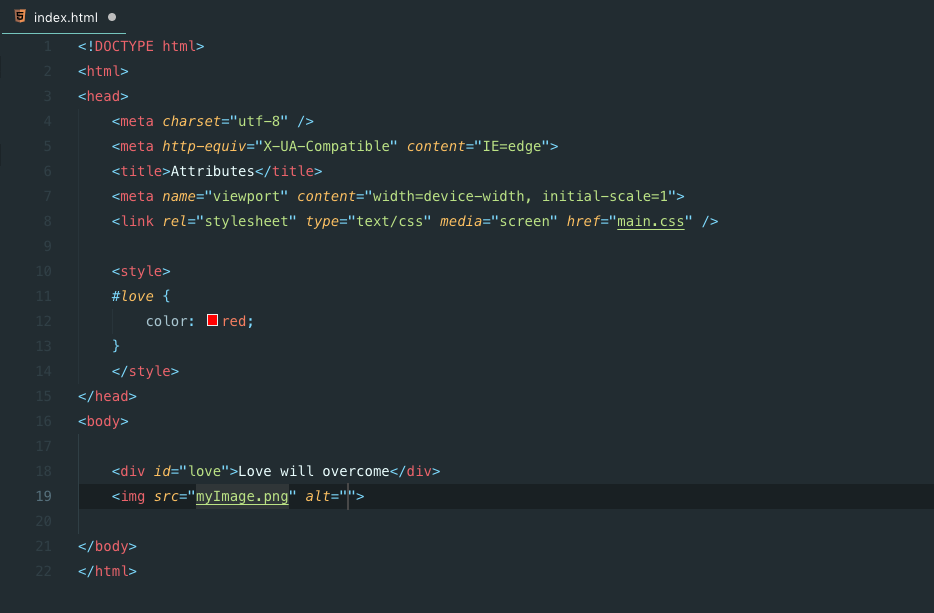 index.html
1 <!DOCTYPE html>
2 <html>
3 <head>
4 <meta charset="utf-8" />
5 <meta http-equiv="X-UA-Compatible" content="IE=edge">
6 <title>Attributes</title>
7 <meta name="viewport" content="width=device-width, initial-scale=1">
8 <link rel="stylesheet" type="text/css" media="screen" href="main.css" />
9
10 <style>
11 #love {
12 color: red;
13 }
14 </style>
15 </head>
16 <body>
17
18 <div id="love">Love will overcome</div>
19 <img src="myImage.png" alt="">
20
21 </body>
22 </html>